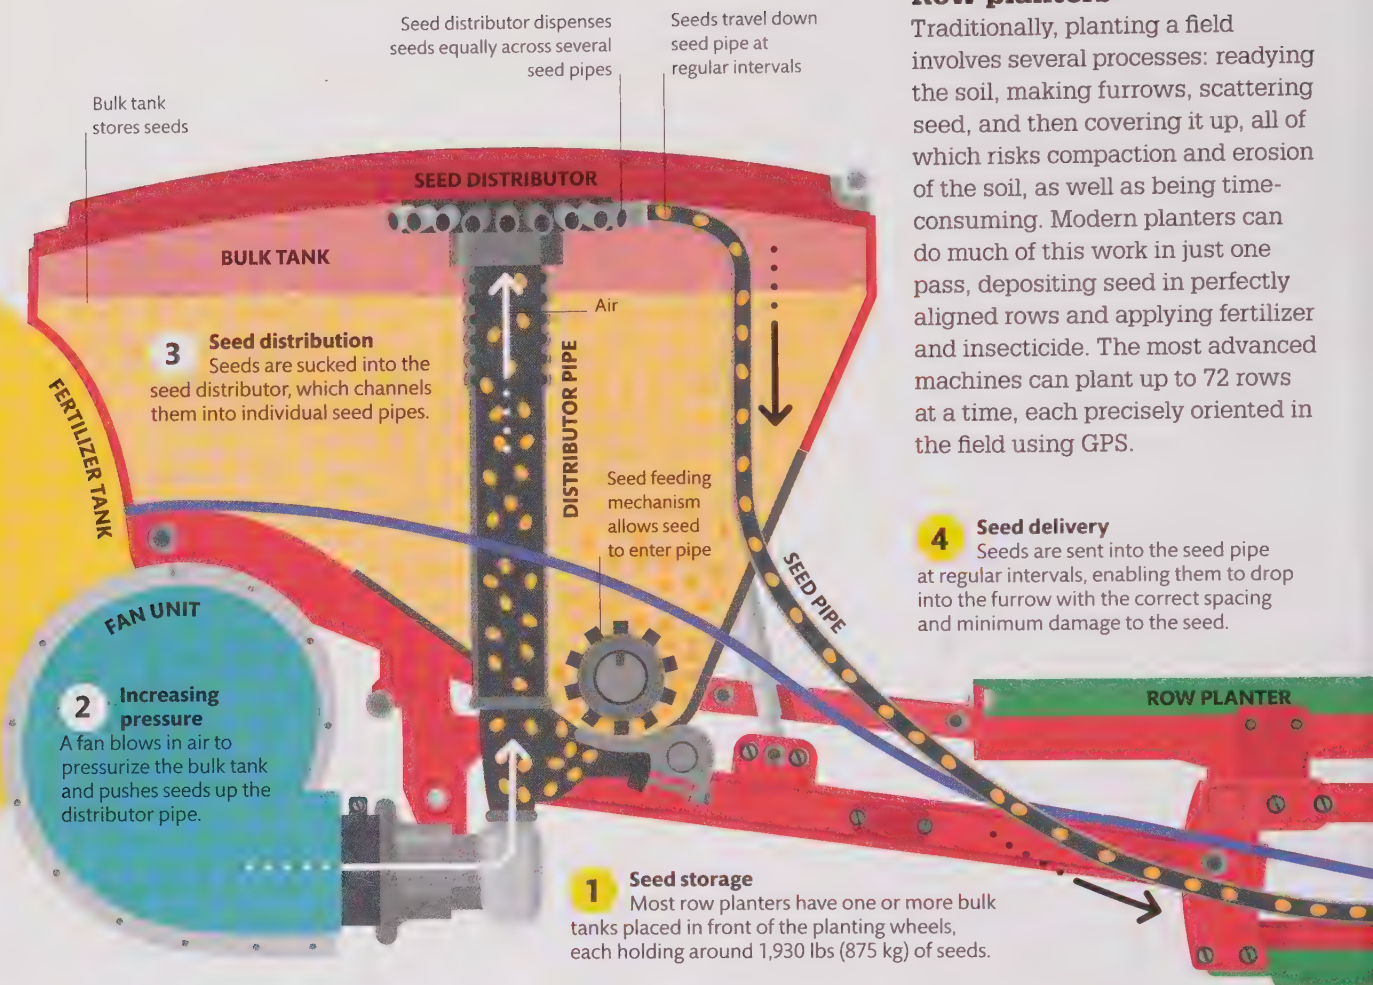 Row planters
Traditionally, planting a field
involves several processes: readying
the soil, making furrows, scattering
seed, and then covering it up, all of
which risks compaction and erosion
of the soil, as well as being time-
consuming. Modern planters can
do much of this work in just one
pass, depositing seed in perfectly
aligned rows and applying fertilizer
and insecticide. The most advanced
machines can plant up to 72 rows
at a time, each precisely oriented in
the field using GPS.
Seed distributor dispenses
seeds equally across several
seed pipes
Seeds travel down
seed pipe at
regular intervals
Bulk tank
stores seeds
SEED DISTRIBUTOR
BULK TANK
Air
3
Seed distribution
Seeds are sucked into the
seed distributor, which channels
them into individual seed pipes.
DISTRIBUTOR PIPE
FERTILIZER TANK
Seed feeding
mechanism
allows seed
to enter pipe
SEED PIPE
4
Seed delivery
Seeds are sent into the seed pipe
at regular intervals, enabling them to drop
into the furrow with the correct spacing
and minimum damage to the seed.
FAN UNIT
2
Increasing
pressure
A fan blows in air to
pressurize the bulk tank
and pushes seeds up the
distributor pipe.
ROW PLANTER
1
Seed storage
Most row planters have one or more bulk
tanks placed in front of the planting wheels,
each holding around 1,930 lbs (875 kg) of seeds.